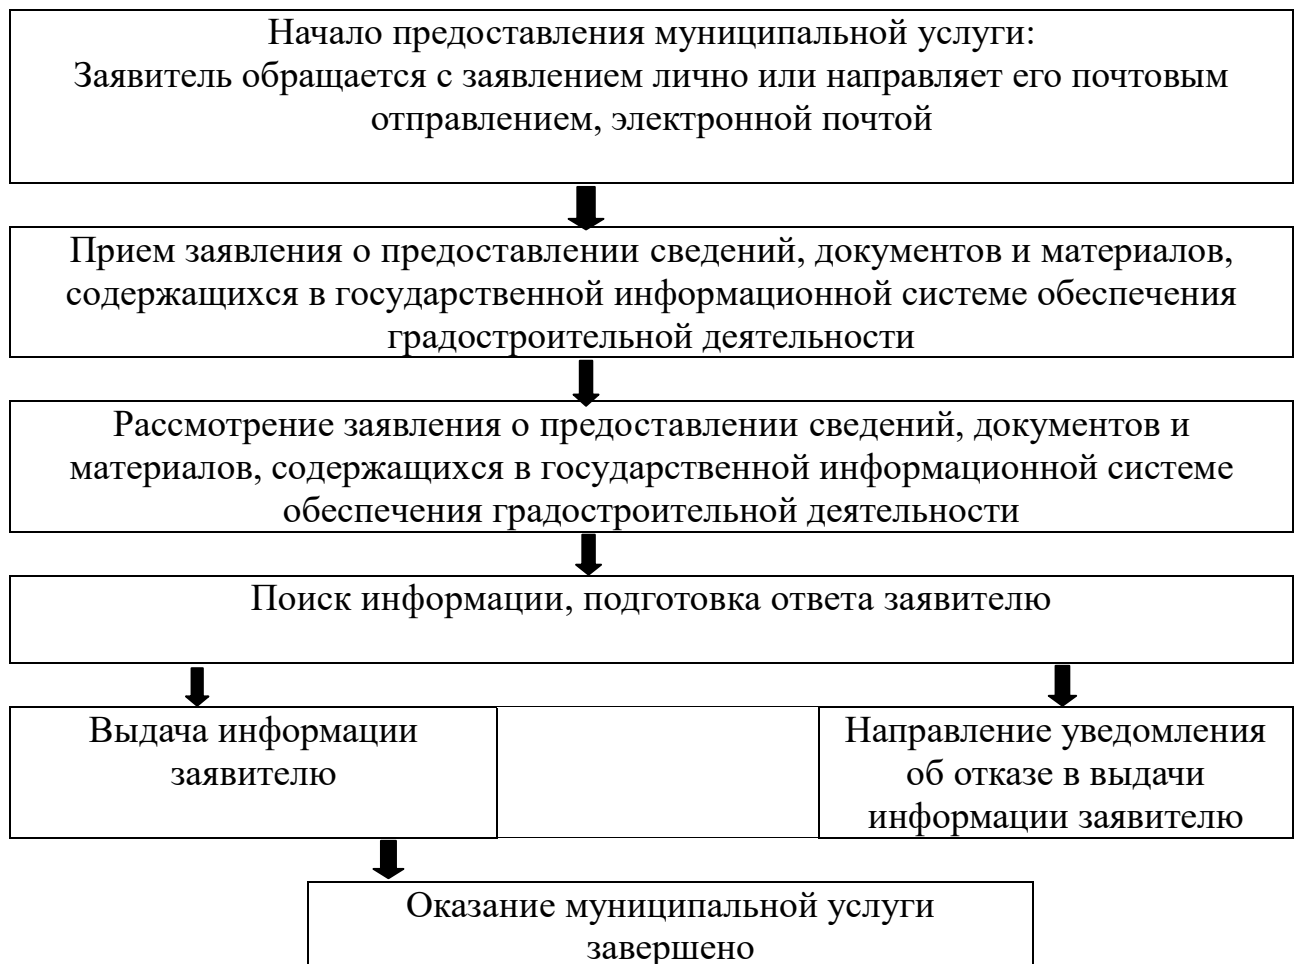 Начало предоставления муниципальной услуги:
Заявитель обращается с заявлением лично или направляет его почтовым
отправлением, электронной почтой
Прием заявления о предоставлении сведений, документов и материалов,
содержащихся в государственной информационной системе обеспечения
градостроительной деятельности
Рассмотрение заявления о предоставлении сведений, документов и
материалов, содержащихся в государственной информационной системе
обеспечения градостроительной деятельности
Поиск информации, подготовка ответа заявителю
Выдача информации
заявителю
Направление уведомления
об отказе в выдачи
информации заявителю
Оказание муниципальной услуги
завершено